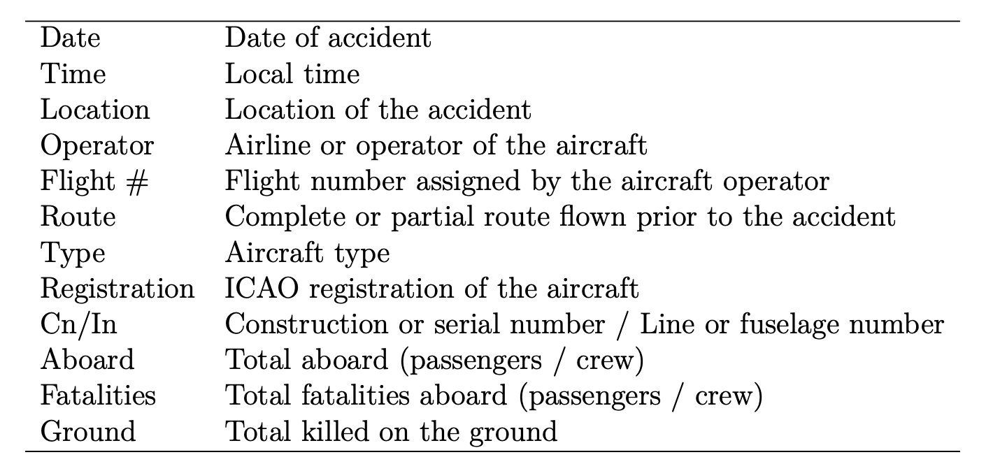 Date Date of accident
Time Local time
Location Location of the accident
Operator Airline or operator of the aircraft
Flight # Flight number assigned by the aircraft operator
Route Complete or partial route flown prior to the accident
Type Aircraft type
Registration ICAO registration of the aircraft
Cn/In Construction or serial number / Line or fuselage number
Aboard Total aboard (passengers / crew)
Fatalities Total fatalities aboard (passengers / crew)
Ground Total killed on the ground